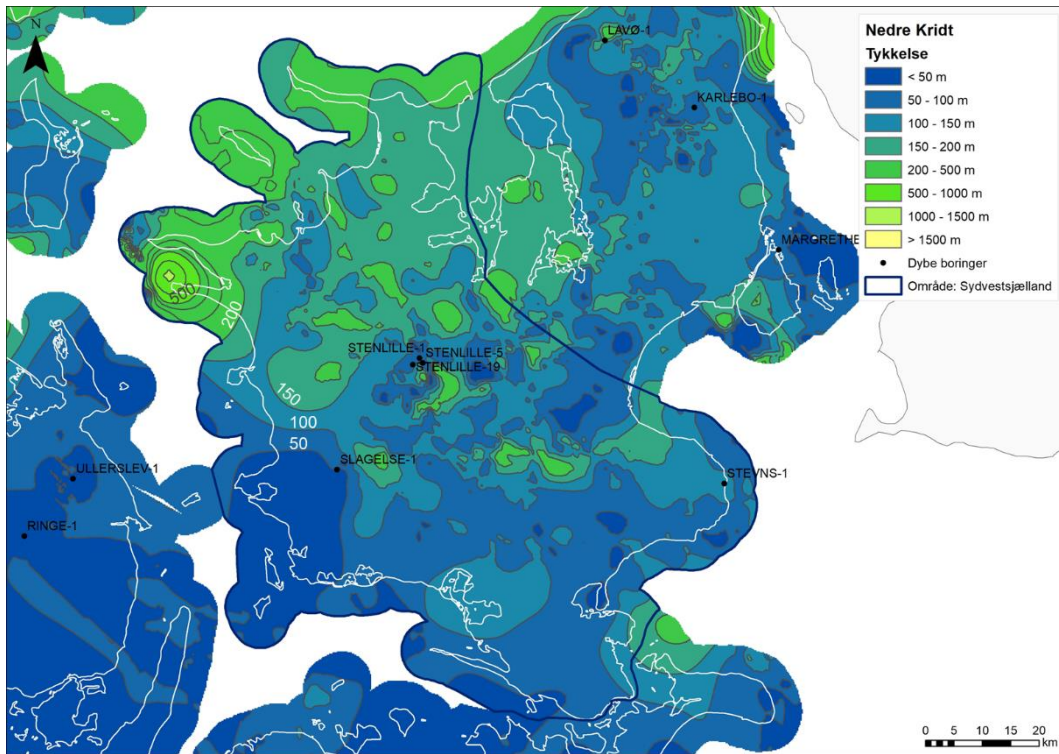 N
Nedre Kridt
Tykkelse
< 50 m
50 - 100 m
100 - 150 m
150 - 200 m
200 - 500 m
500 - 1000 m
1000 - 1500 m
> 1500 m
Dybe boringer
Område: Sydvestsjælland
LAVØ-1
KARLEBO-1
MARGRETHE
500
200
STENLILLE-1
STENLILLE-5
STENLILLE-19
150
100
50
SLAGELSE-1
ULLERSLEV-1
STEVNS-1
RINGE-1
0 5 10 15 20
km